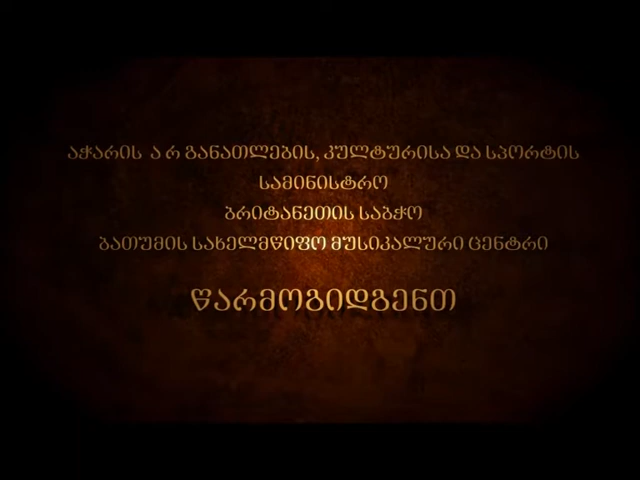 აჭარის ა რ განათლების, კულტურისა და სპორტის
სამინისტრო
ბრიტანეთის საბჭო
ბათუმის სახელმწიფო მუსიკალური ცენტრი
წარმოგიდგენთ